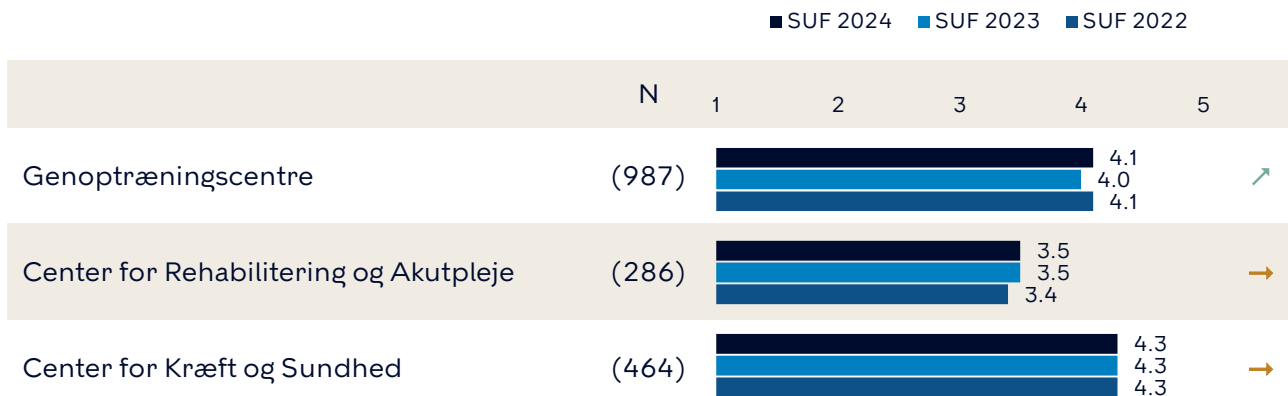 SUF 2024 SUF 2023 SUF 2022
N 1 2 3 4 5
Genoptræningscentre (987) 4.1
4.0
4.1
Center for Rehabilitering og Akutpleje (286) 3.5
3.5
3.4
Center for Kræft og Sundhed (464) 4.3
4.3
4.3